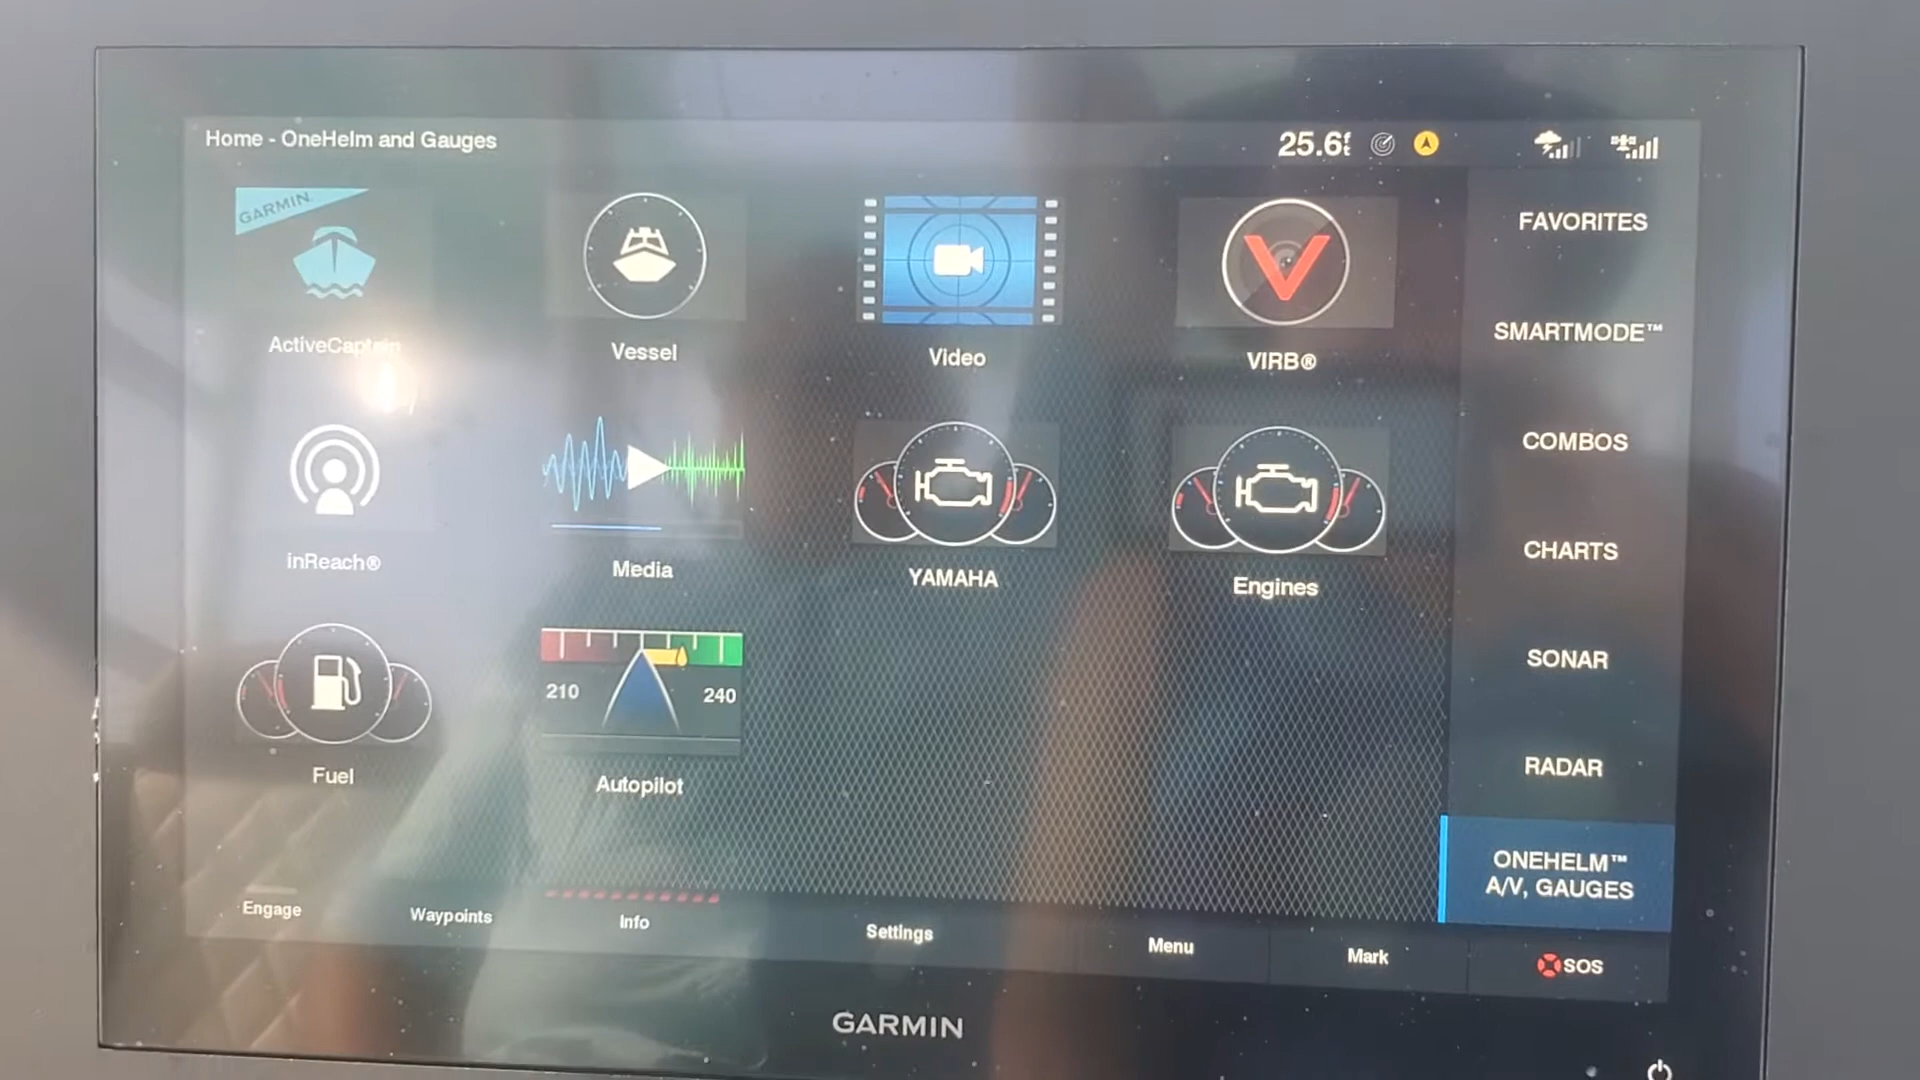 Home - OneHelm and Gauges
25.6ft
GARMIN
ActiveCaptain
Vessel
Video
VIRB®
inReach®
Media
YAMAHA
Engines
210
240
Fuel
Autopilot
FAVORITES
SMARTMODE™
COMBOS
CHARTS
SONAR
RADAR
ONEHELM™
A/V, GAUGES
Engage
Waypoints
Info
Settings
Menu
Mark
SOS
GARMIN